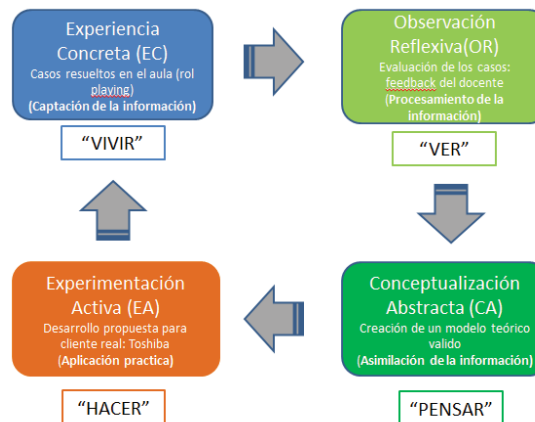 Experiencia
Concreta (EC)
Casos resueltos en el aula (rol
playing)
(Captación de la información)
"VIVIR"
Observación
Reflexiva(OR)
Evaluación de los casos:
feedback del docente
(Procesamiento de la
información)
"VER"
Conceptualización
Abstracta (CA)
Creación de un modelo teórico
valido
(Asimilación de la información)
"PENSAR"
Experimentación
Activa (EA)
Desarrollo propuesta para
cliente real: Toshiba
(Aplicación practica)
"HACER"